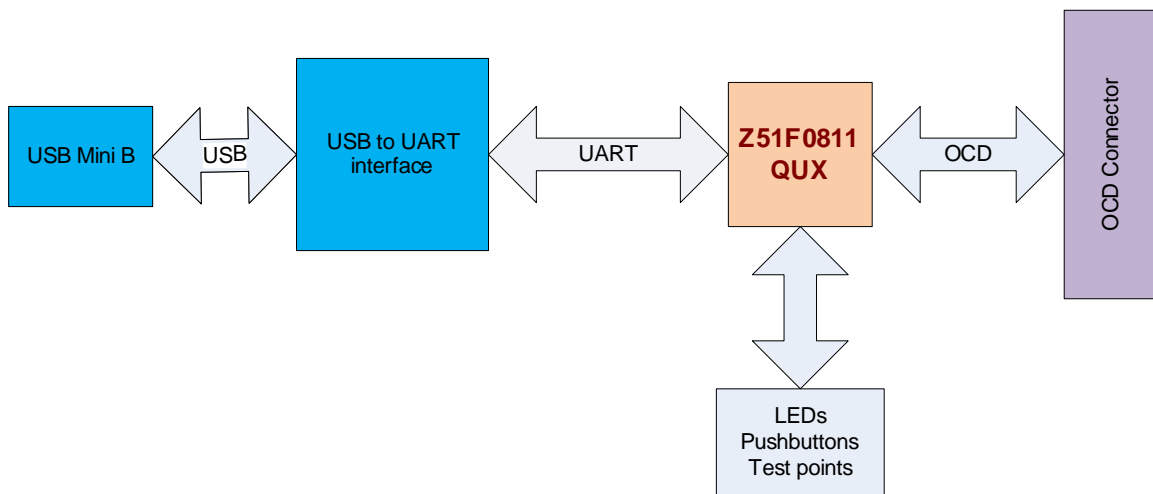 USB Mini B
USB
USB to UART
interface
UART
Z51F0811
QUX
OCD
OCD Connector
LEDs
Pushbuttons
Test points